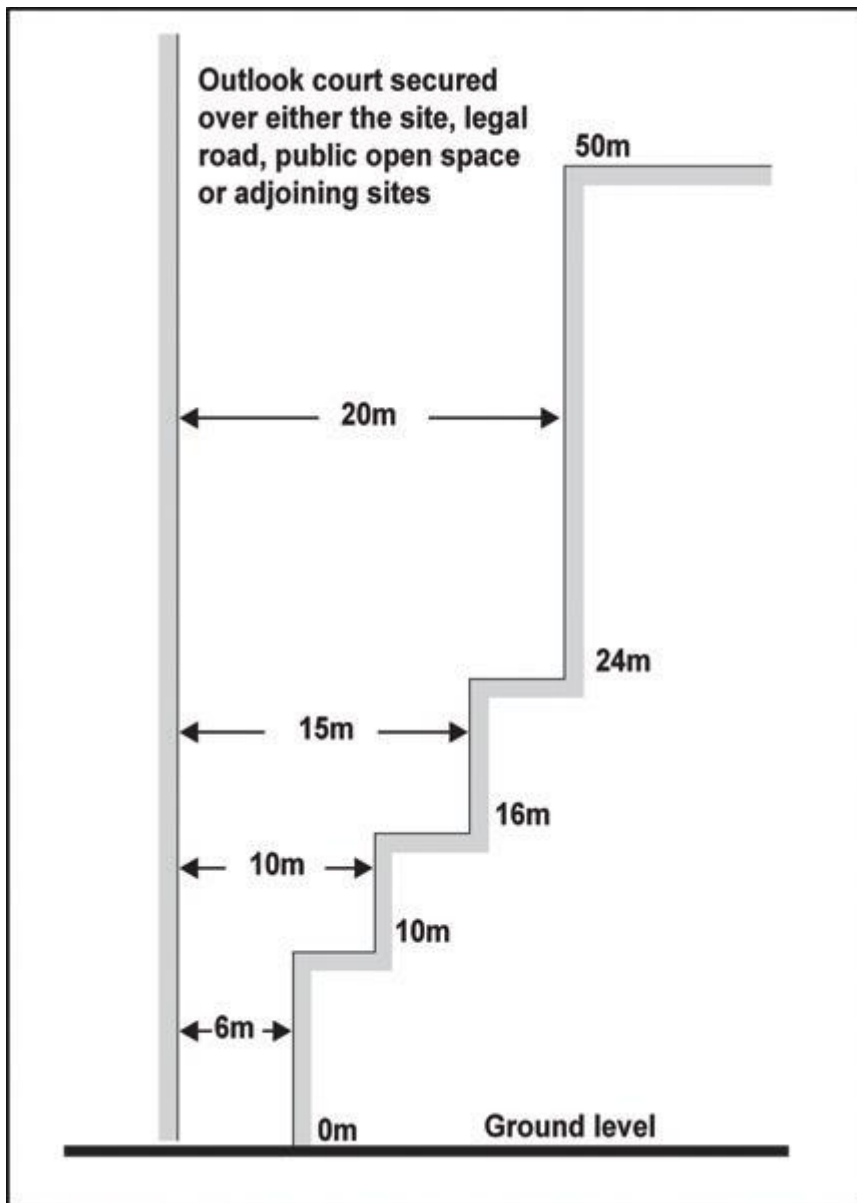 Outlook court secured
over either the site, legal
road, public open space
or adjoining sites
50m
20m
24m
15m
16m
10m
10m
6m
0m
Ground level